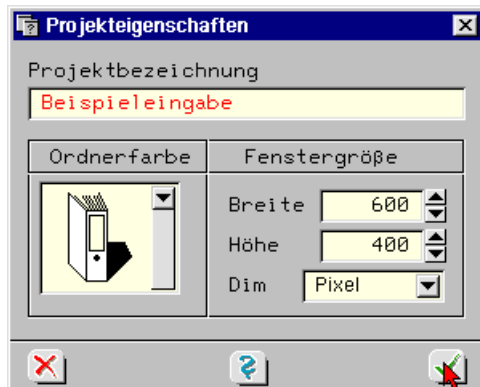 Projekteigenschaften
Projektbezeichnung
Beispieleingabe
Ordnerfarbe
Fenstergröße
Breite 600
Höhe 400
Dim Pixel